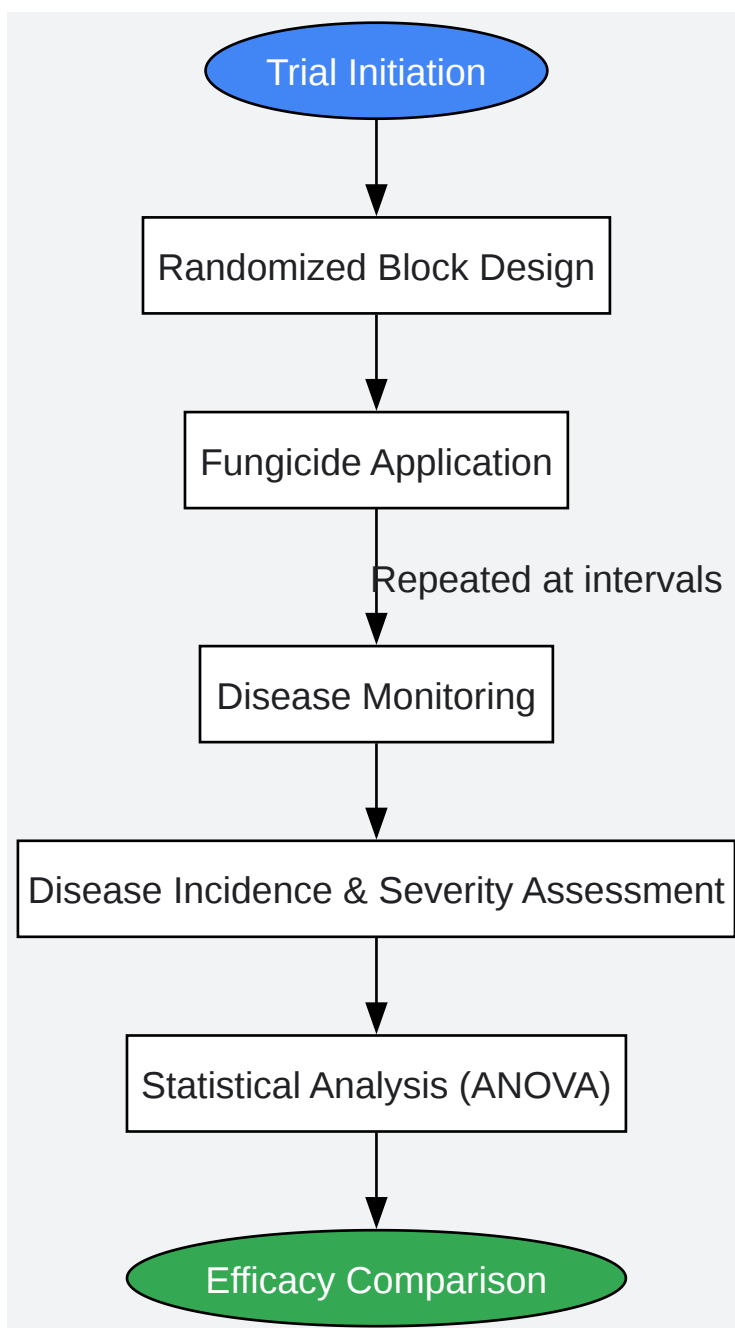 Trial Initiation
Randomized Block Design
Fungicide Application
Repeated at intervals
Disease Monitoring
Disease Incidence & Severity Assessment
Statistical Analysis (ANOVA)
Efficacy Comparison